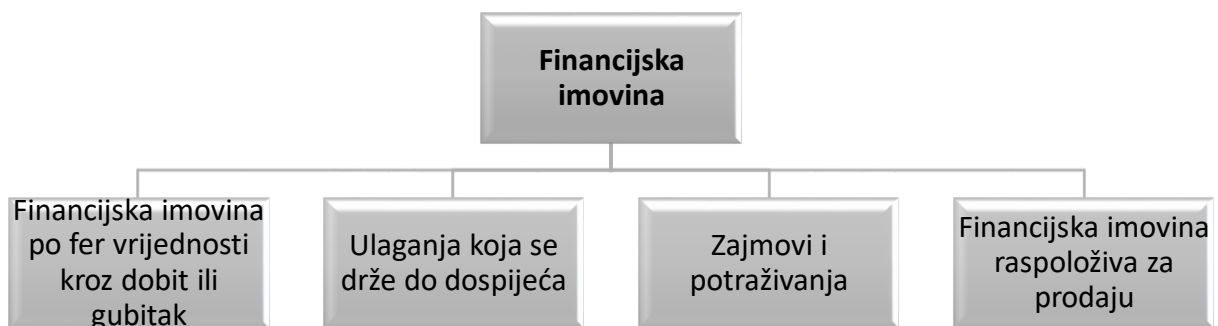 Financijska
imovina
Financijska imovina
po fer vrijednosti
kroz dobit ili
gubitak
Ulaganja koja se
drže do dospijeća
Zajmovi i
potraživanja
Financijska imovina
raspoloživa za
prodaju